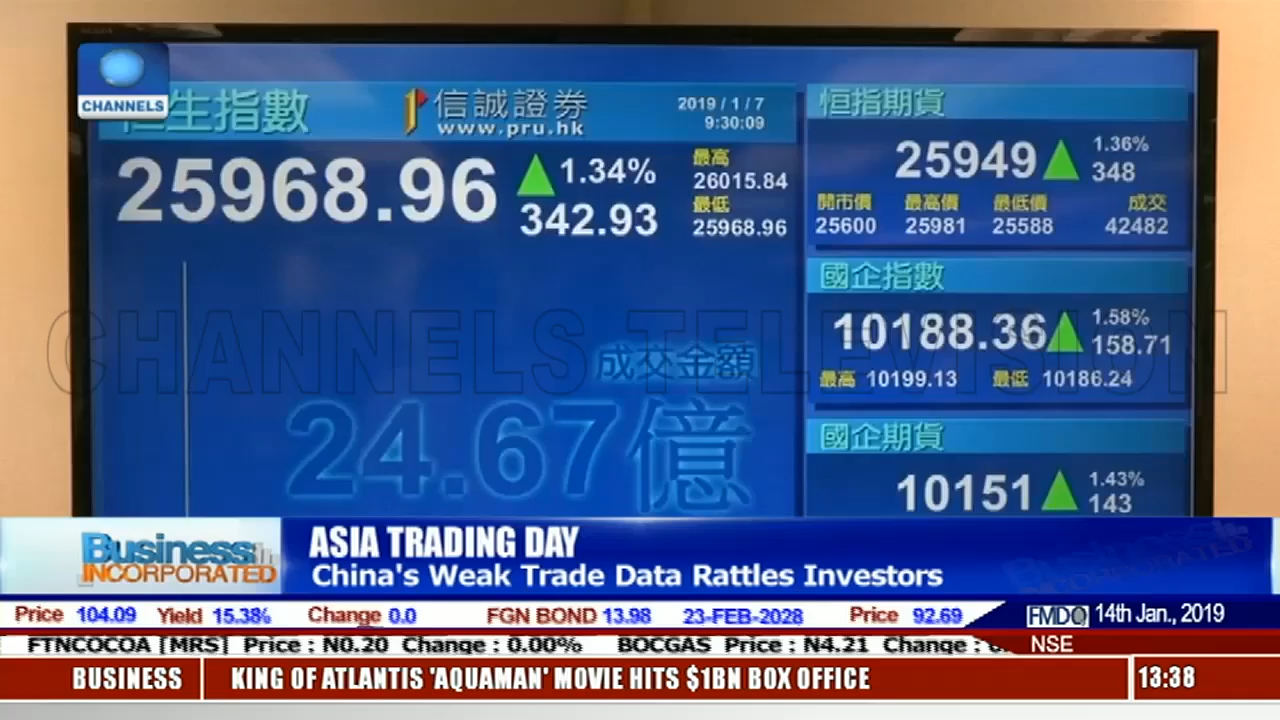 CHANNELS
生指數
信誠證券
www.pru.hk
2019 / 1 / 7
9:30:09
25968.96
1.34%
342.93
最高
26015.84
最低
25968.96
成交金額
24.67億
恒指期貨
25949
1.36%
348
開市價 最高價 最低價 成交
25600 25981 25588 42482
國企指數
10188.36
1.58%
158.71
最高 10199.13 最低 10186.24
國企期貨
10151
1.43%
143
CHANNELS TELEVISION
Business
INCORPORATED
ASIA TRADING DAY
China's Weak Trade Data Rattles Investors
Price 104.09 Yield 15.38% Change 0.0 FGN BOND 13.98 23-FEB-2028 Price 92.69
FMDQ 14th Jan., 2019
FTNCOCOA [MRS] Price : N0.20 Change : 0.00% BOCGAS Price : N4.21 Change :
NSE
BUSINESS
KING OF ATLANTIS 'AQUAMAN' MOVIE HITS $1BN BOX OFFICE
13:38